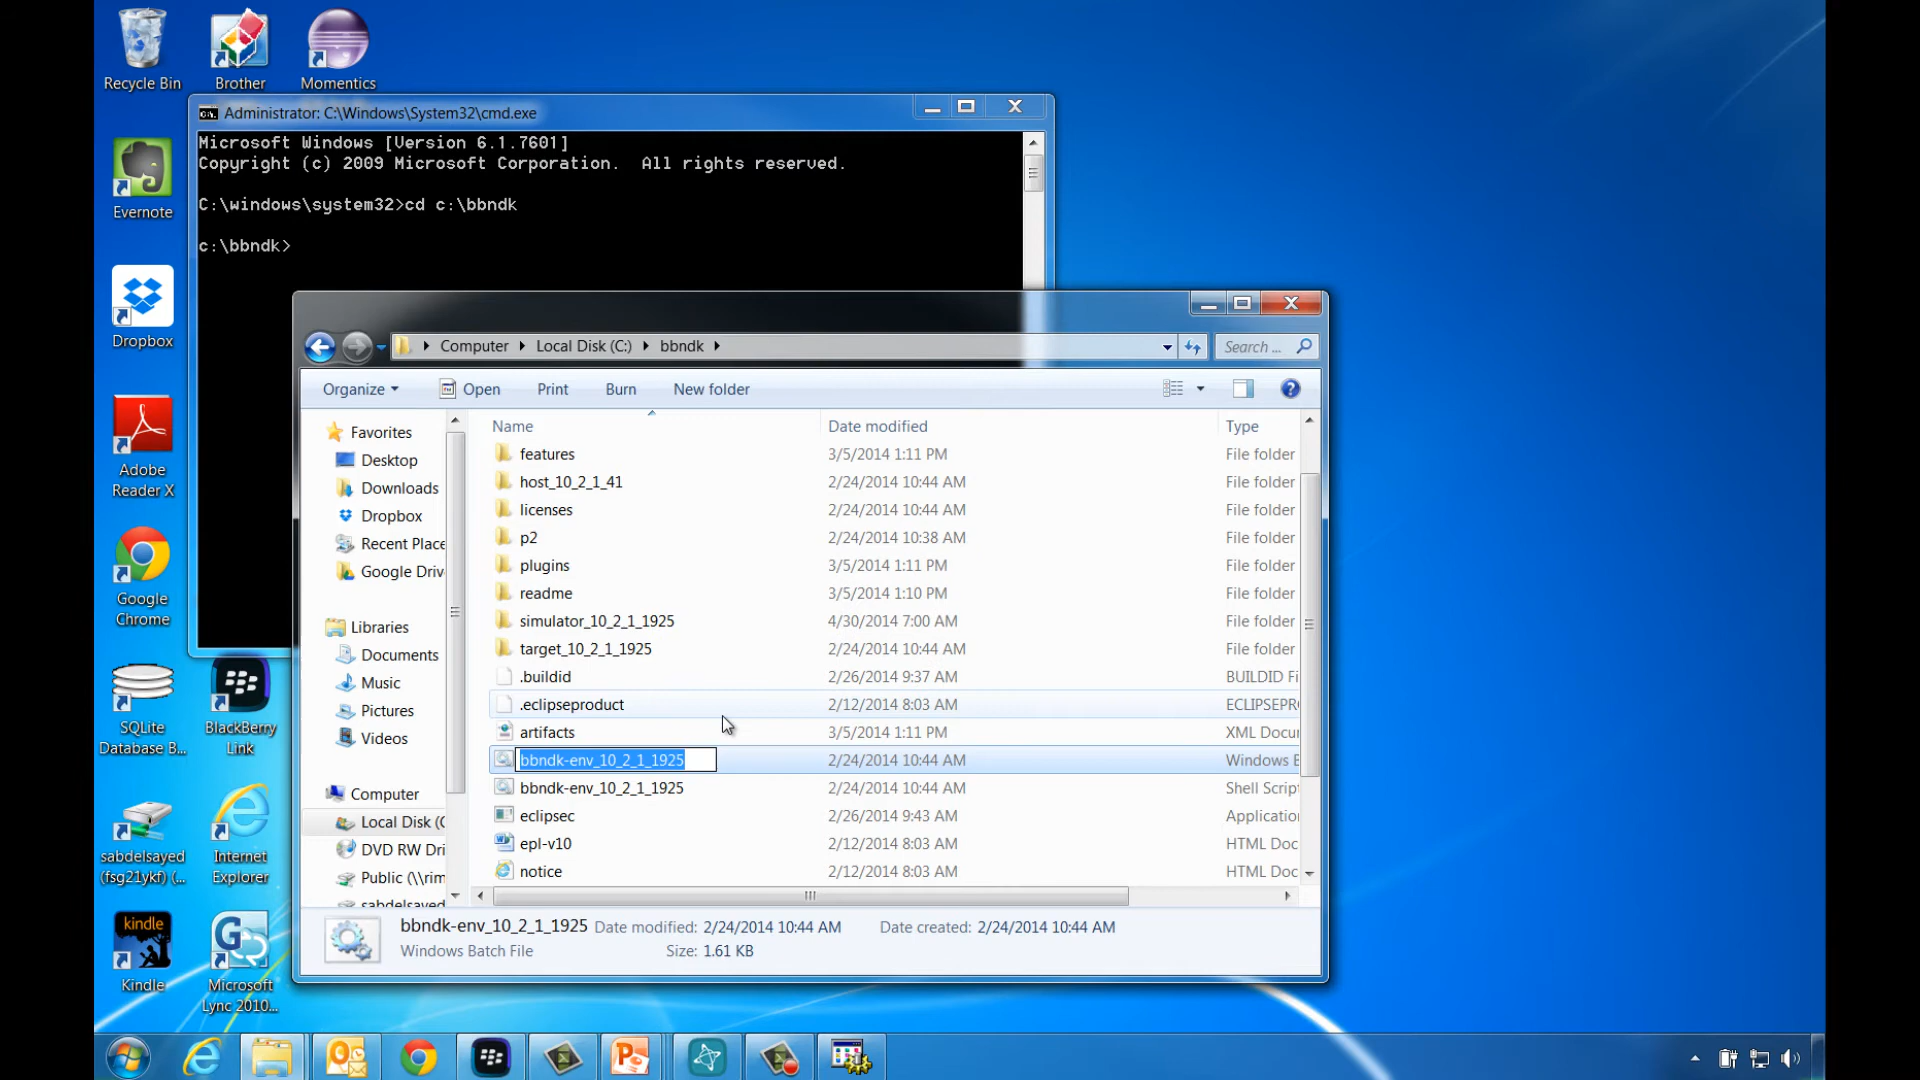 Recycle Bin
Brother
Momentics
Administrator: C:\Windows\System32\cmd.exe
Microsoft Windows [Version 6.1.7601]
Copyright (c) 2009 Microsoft Corporation.  All rights reserved.
C:\windows\system32>cd c:\bbndk
c:\bbndk>
Evernote
Dropbox
Adobe
Reader X
Google
Chrome
SQLite
Database B...
BlackBerry
Link
sabdelsayed
(fsg21ykf) (...
Internet
Explorer
kindle
Kindle
Microsoft
Lync 2010...
Computer
Local Disk (C:)
bbndk
Search ...
Organize
Open
Print
Burn
New folder
Favorites
Desktop
Downloads
Dropbox
Recent Place
Google Driv
Libraries
Documents
Music
Pictures
Videos
Computer
Local Disk (C
DVD RW Dri
Public (\\rim
sabdelsayed
Name Date modified Type
features 3/5/2014 1:11 PM File folder
host_10_2_1_41 2/24/2014 10:44 AM File folder
licenses 2/24/2014 10:44 AM File folder
p2 2/24/2014 10:38 AM File folder
plugins 3/5/2014 1:11 PM File folder
readme 3/5/2014 1:10 PM File folder
simulator_10_2_1_1925 4/30/2014 7:00 AM File folder
target_10_2_1_1925 2/24/2014 10:44 AM File folder
.buildid 2/26/2014 9:37 AM BUILDID Fi
.eclipseproduct 2/12/2014 8:03 AM ECLIPSEPR
artifacts 3/5/2014 1:11 PM XML Docu
bbndk-env_10_2_1_1925 2/24/2014 10:44 AM Windows B
bbndk-env_10_2_1_1925 2/24/2014 10:44 AM Shell Scrip
eclipsec 2/26/2014 9:43 AM Applicatio
epl-v10 2/12/2014 8:03 AM HTML Doc
notice 2/12/2014 8:03 AM HTML Doc
bbndk-env_10_2_1_1925 Date modified: 2/24/2014 10:44 AM Date created: 2/24/2014 10:44 AM
Windows Batch File Size: 1.61 KB